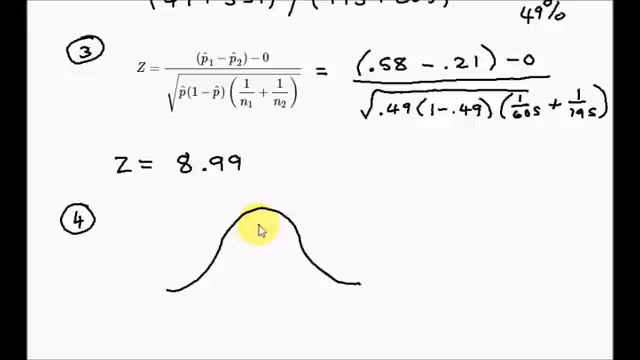 49%
③
Z = (p̂₁ − p̂₂) − 0 / √(p̂(1 − p̂)(1/n₁ + 1/n₂)) = (.58 − .21) − 0 / √(.49(1−.49)(1/605 + 1/195))
Z = 8.99
④